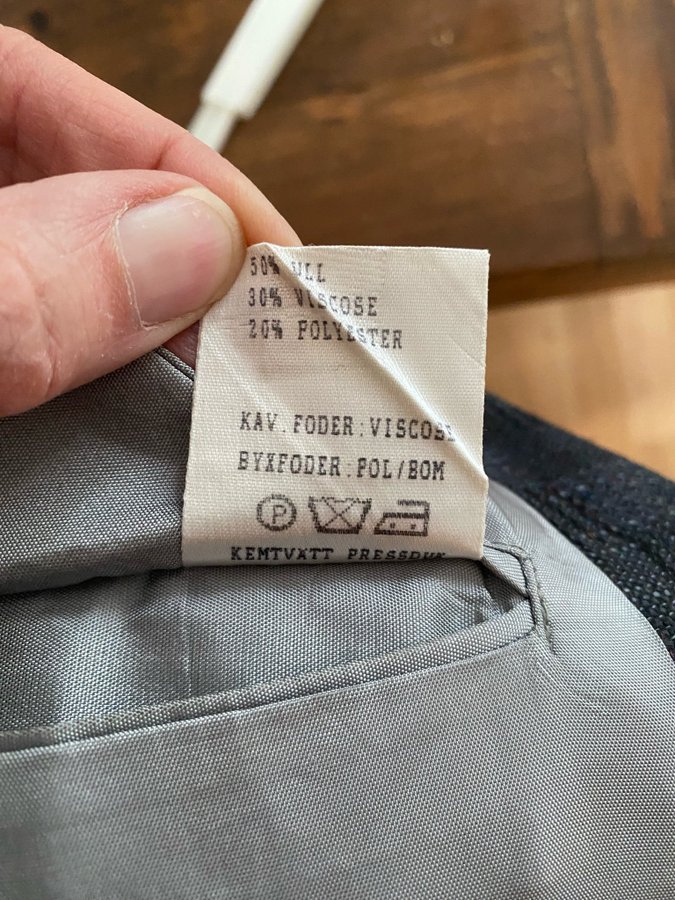 50% ULL
30% VISCOSE
20% POLYESTER
KAV.FODER:VISCOSE
BYXFODER:POL/BOM
P
KEMTVÄTT PRESSDUK